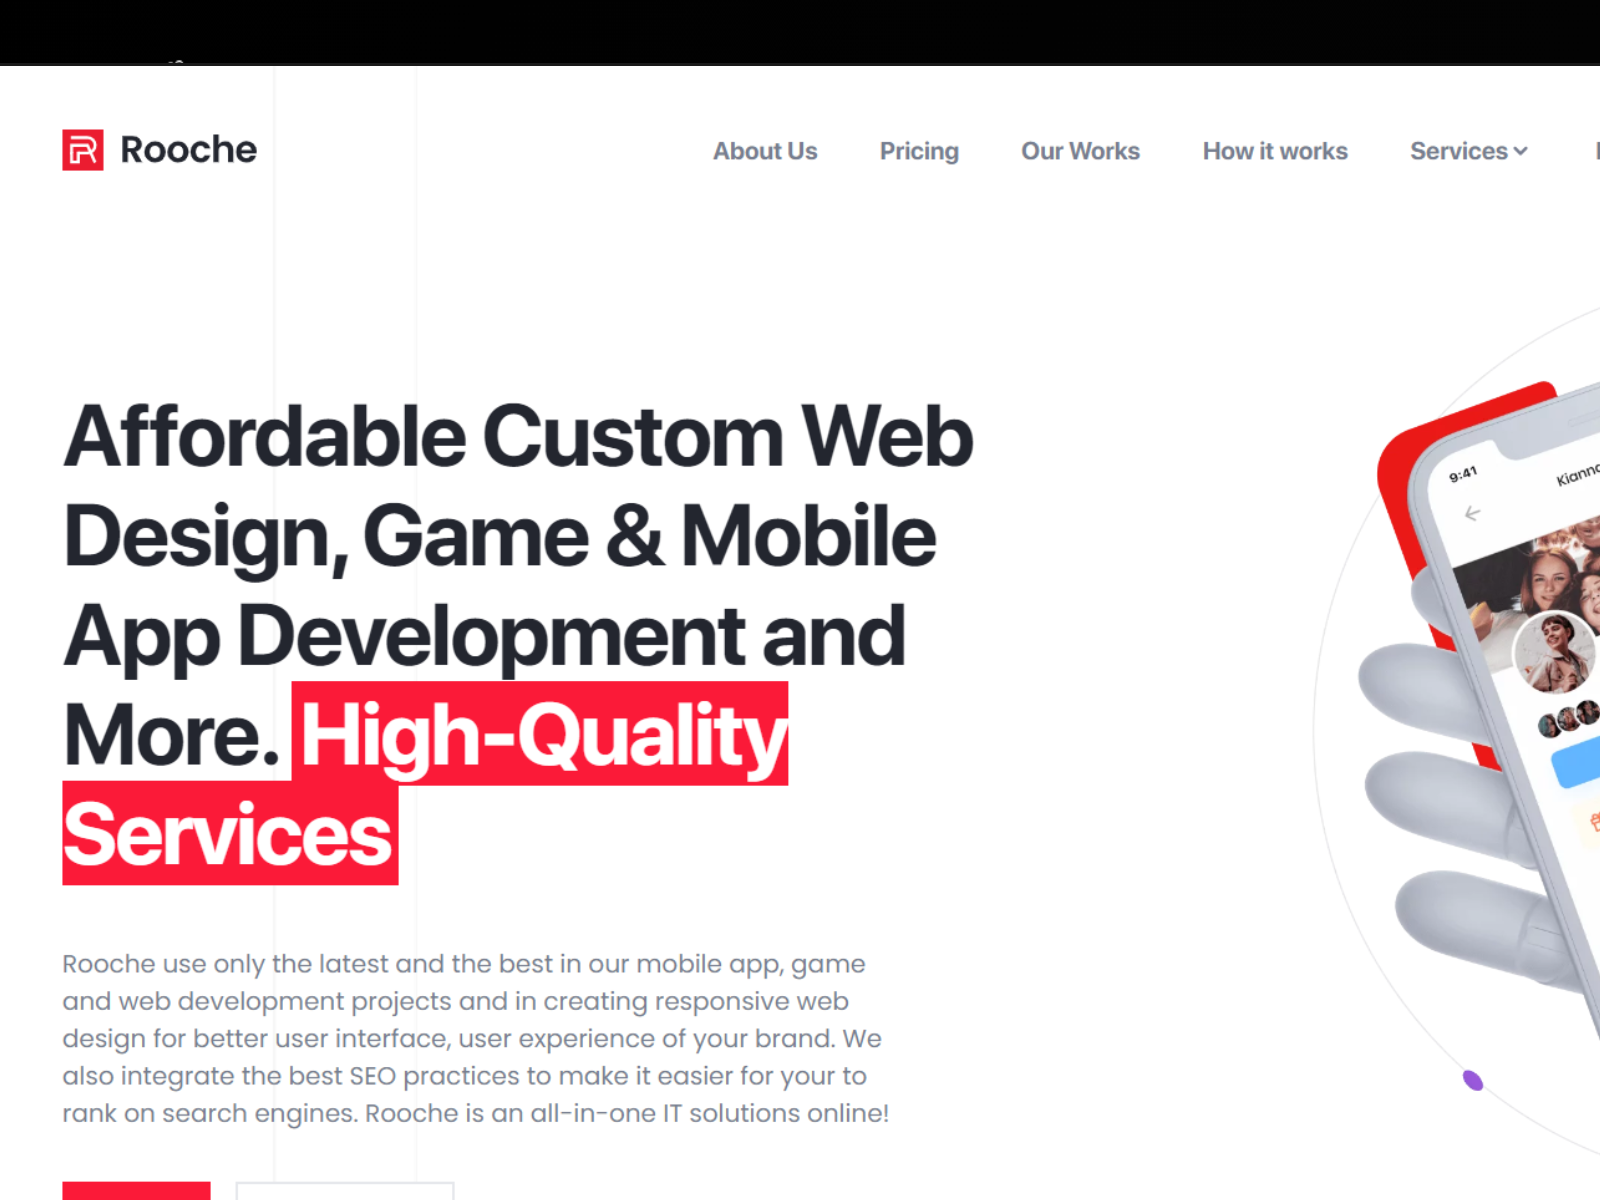 Rooche
About Us
Pricing
Our Works
How it works
Services
Affordable Custom Web
Design, Game & Mobile
App Development and
More. High-Quality
Services
9:41
Rooche use only the latest and the best in our mobile app, game
and web development projects and in creating responsive web
design for better user interface, user experience of your brand. We
also integrate the best SEO practices to make it easier for your to
rank on search engines. Rooche is an all-in-one IT solutions online!